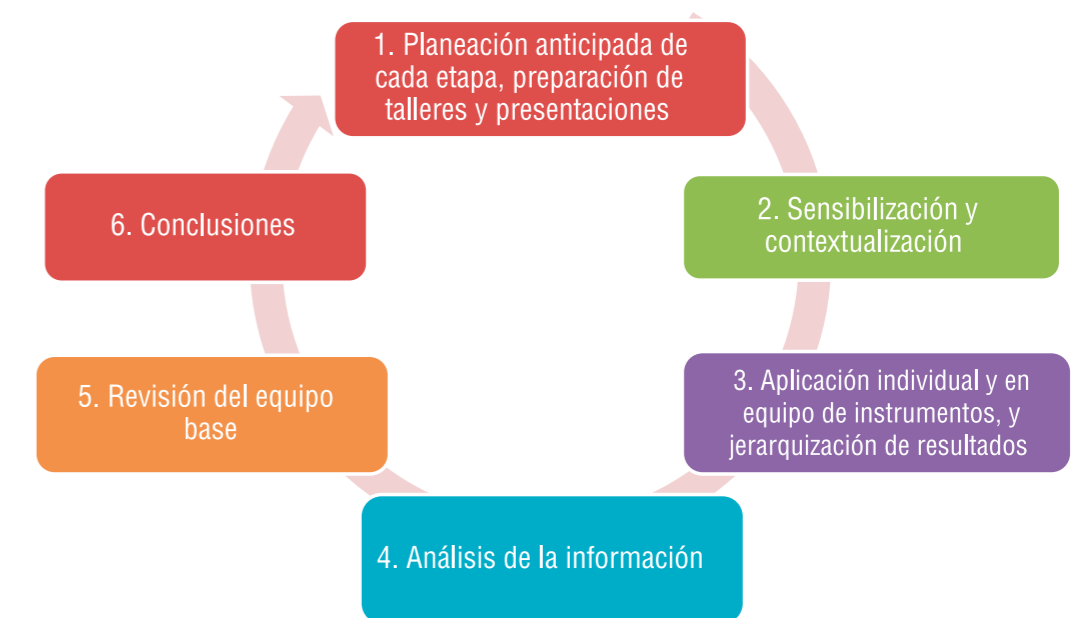 1. Planeación anticipada de
cada etapa, preparación de
talleres y presentaciones
2. Sensibilización y
contextualización
3. Aplicación individual y en
equipo de instrumentos, y
jerarquización de resultados
4. Análisis de la información
5. Revisión del equipo
base
6. Conclusiones